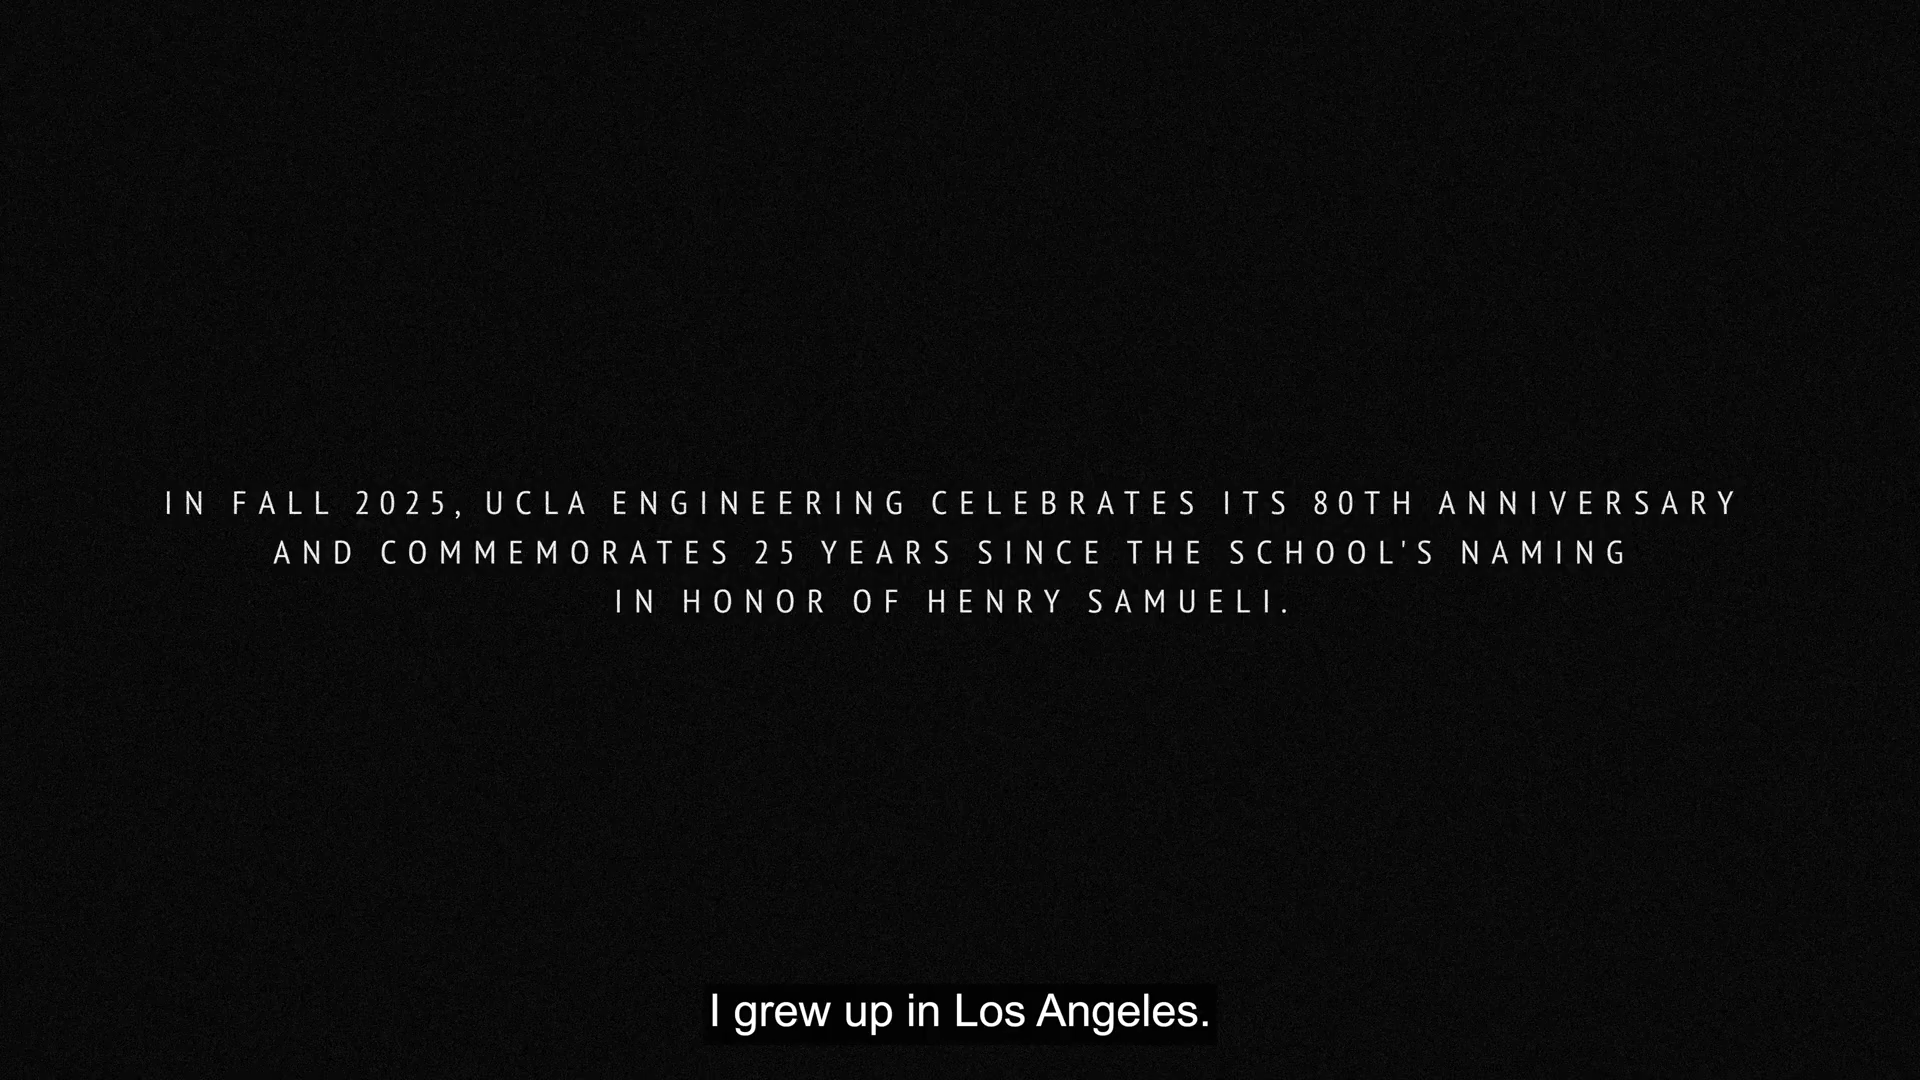 IN FALL 2025, UCLA ENGINEERING CELEBRATES ITS 80TH ANNIVERSARY
AND COMMEMORATES 25 YEARS SINCE THE SCHOOL'S NAMING
IN HONOR OF HENRY SAMUELI.
I grew up in Los Angeles.